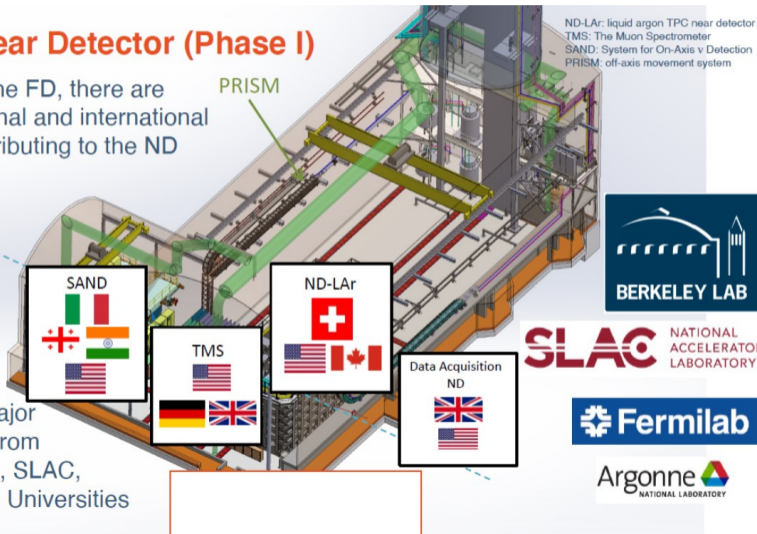 ear Detector (Phase I)
ND-LAr: liquid argon TPC near detector
TMS: The Muon Spectrometer
SAND: System for On-Axis ν Detection
PRISM: off-axis movement system
ne FD, there are
nal and international
ributing to the ND
PRISM
SAND
TMS
ND-LAr
Data Acquisition
ND
BERKELEY LAB
SLAC
NATIONAL
ACCELERATO
LABORATORY
Fermilab
Argonne
NATIONAL LABORATORY
ajor
rom
, SLAC,
Universities